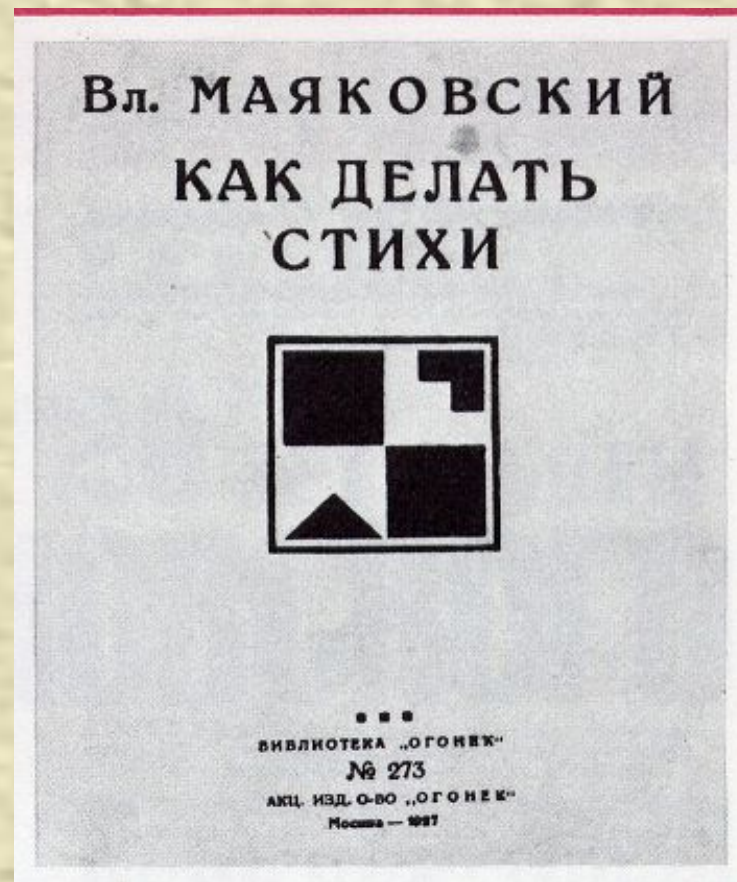 Вл. МАЯКОВСКИЙ
КАК ДЕЛАТЬ
СТИХИ
БИБЛИОТЕКА „ОГОНЕК“
№ 273
АКЦ. ИЗД. О-ВО „ОГОНЕК“
Москва — 1927